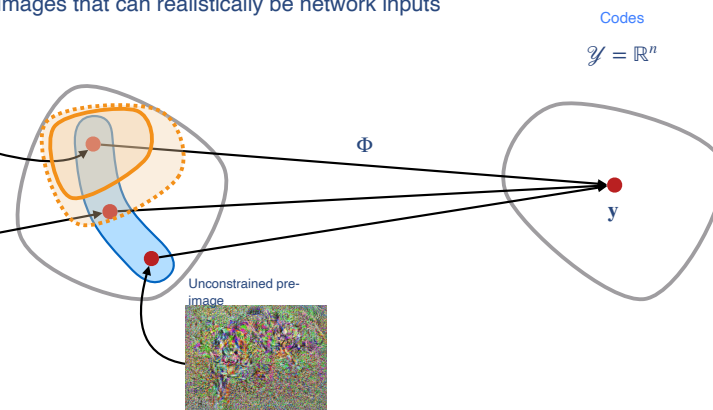 images that can realistically be network inputs
Codes
𝒴 = ℝⁿ
Φ
y
Unconstrained pre-
image